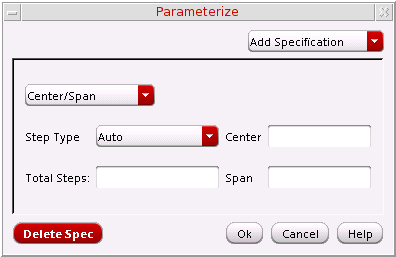 Parameterize
Add Specification
Center/Span
Step Type Auto Center
Total Steps: Span
Delete Spec Ok Cancel Help